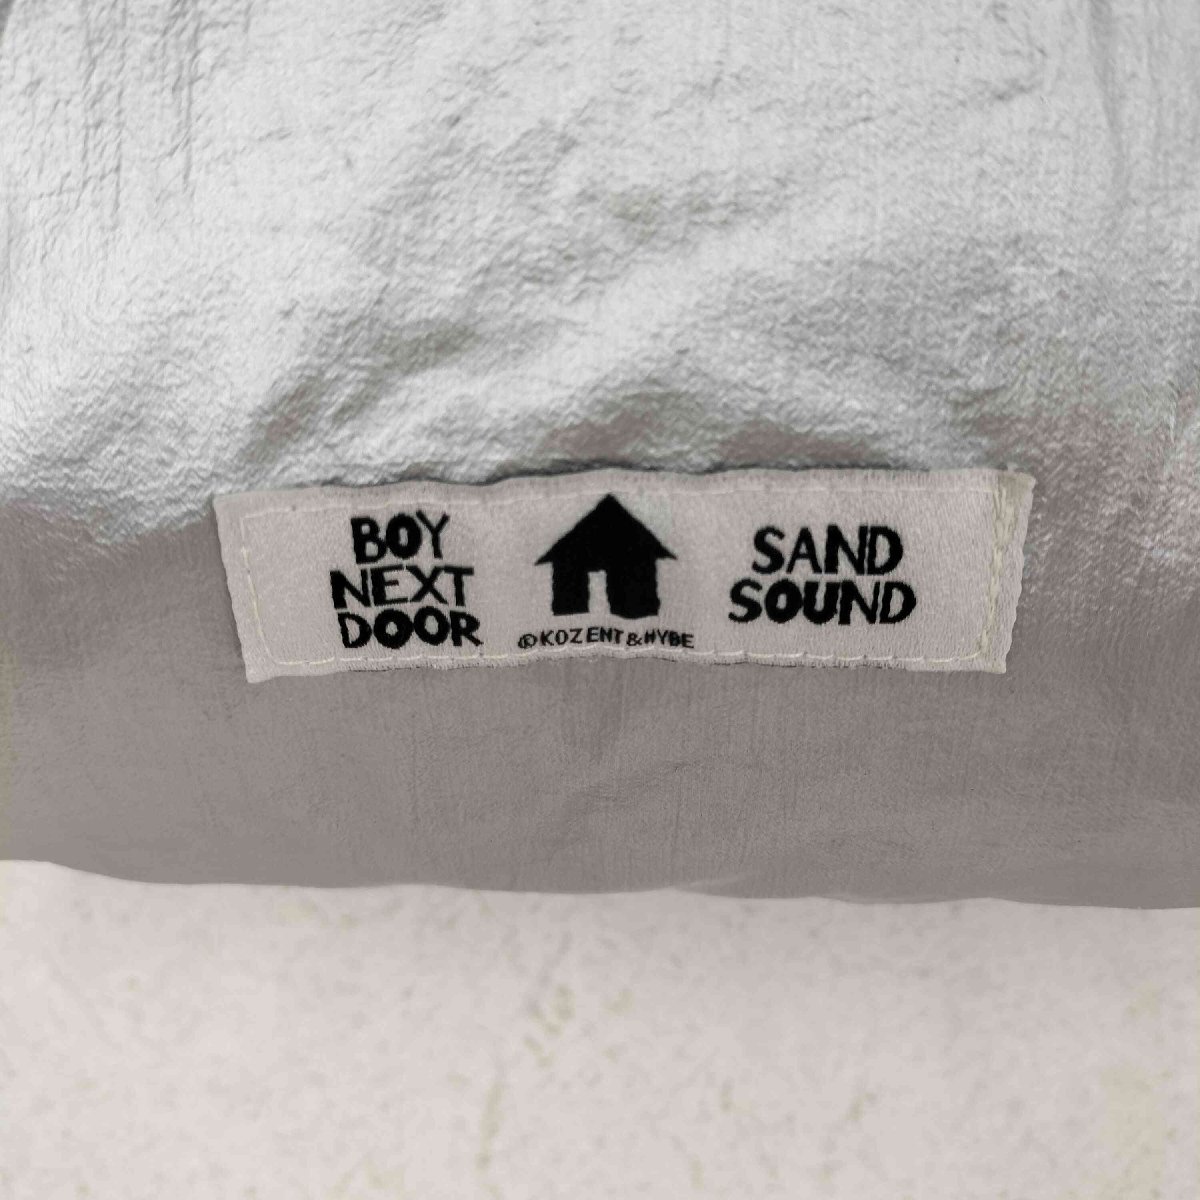 BOY
NEXT
DOOR
© KOZ ENT & HYBE
SAND
SOUND